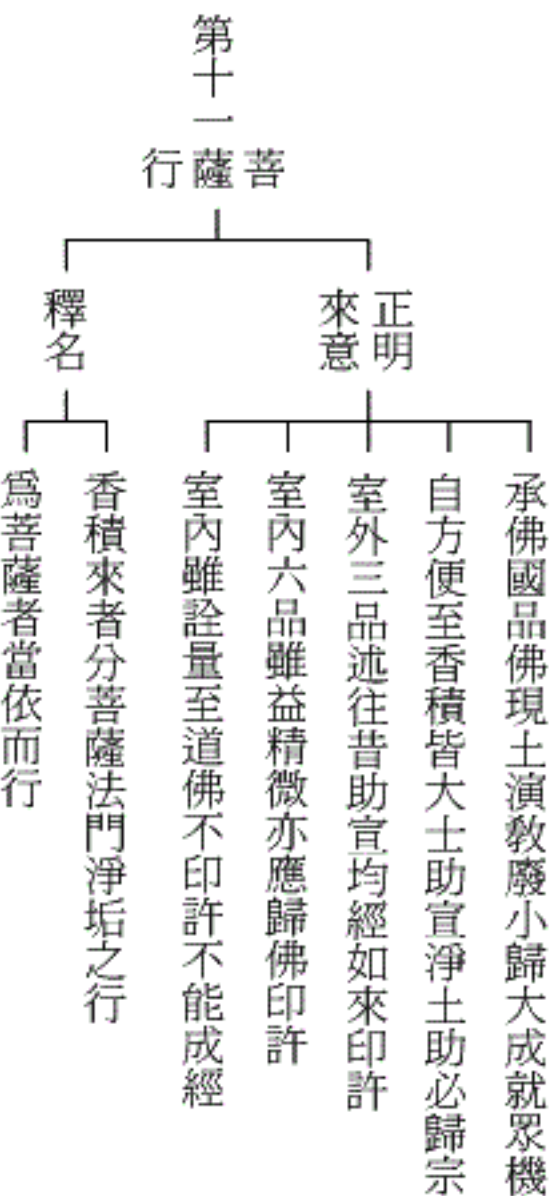 第十一
菩薩行
正明
來意
承佛國品佛現土演教廢小歸大成就眾機
自方便至香積皆大士助宣淨土助必歸宗
室外三品述往昔助宣均經如來印許
室內六品雖益精微亦應歸佛印許
室內雖詮量至道佛不印許不能成經
釋名
香積來者分菩薩法門淨垢之行
為菩薩者當依而行